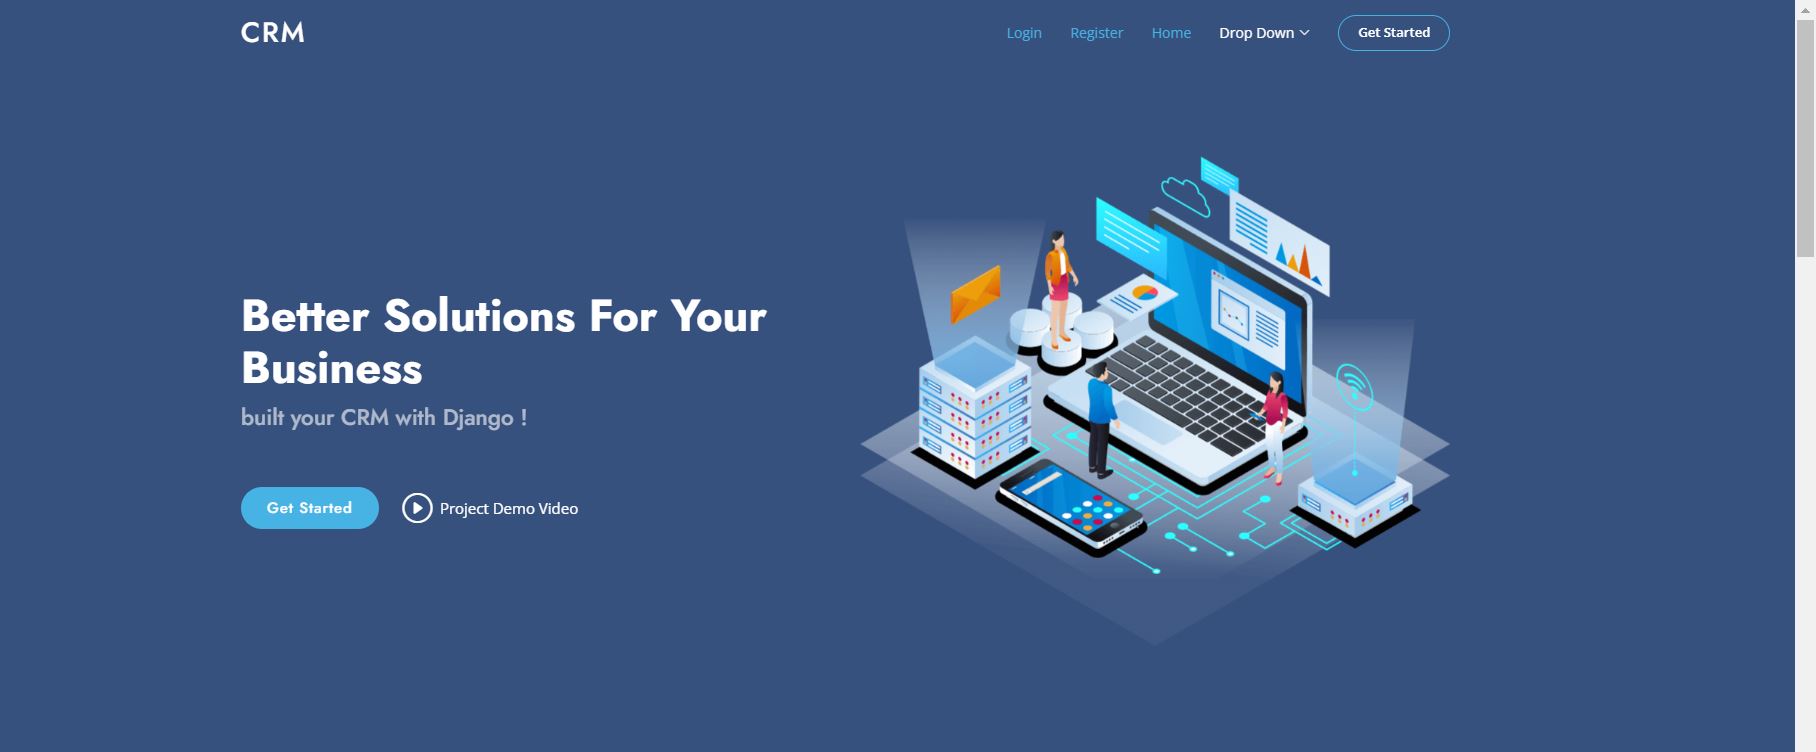 CRM
Login Register Home Drop Down Get Started
Better Solutions For Your
Business
built your CRM with Django !
Get Started Project Demo Video